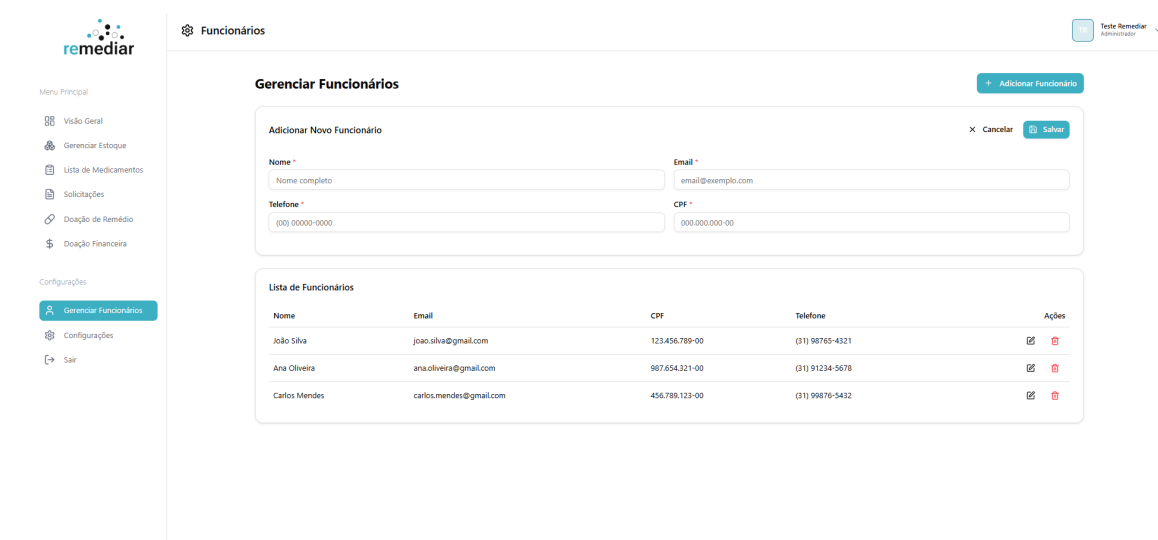 remediar
Funcionários
TR
Teste Remediar
Administrador
Menu Principal
Visão Geral
Gerenciar Estoque
Lista de Medicamentos
Solicitações
Doação de Remédio
Doação Financeira
Configurações
Gerenciar Funcionários
Configurações
Sair
Gerenciar Funcionários
+ Adicionar Funcionário
Adicionar Novo Funcionário
Cancelar
Salvar
Nome *
Email *
Nome completo
email@exemplo.com
Telefone *
CPF *
(00) 00000-0000
000.000.000-00
Lista de Funcionários
Nome Email CPF Telefone Ações
João Silva joao.silva@gmail.com 123.456.789-00 (31) 98765-4321
Ana Oliveira ana.oliveira@gmail.com 987.654.321-00 (31) 91234-5678
Carlos Mendes carlos.mendes@gmail.com 456.789.123-00 (31) 99876-5432